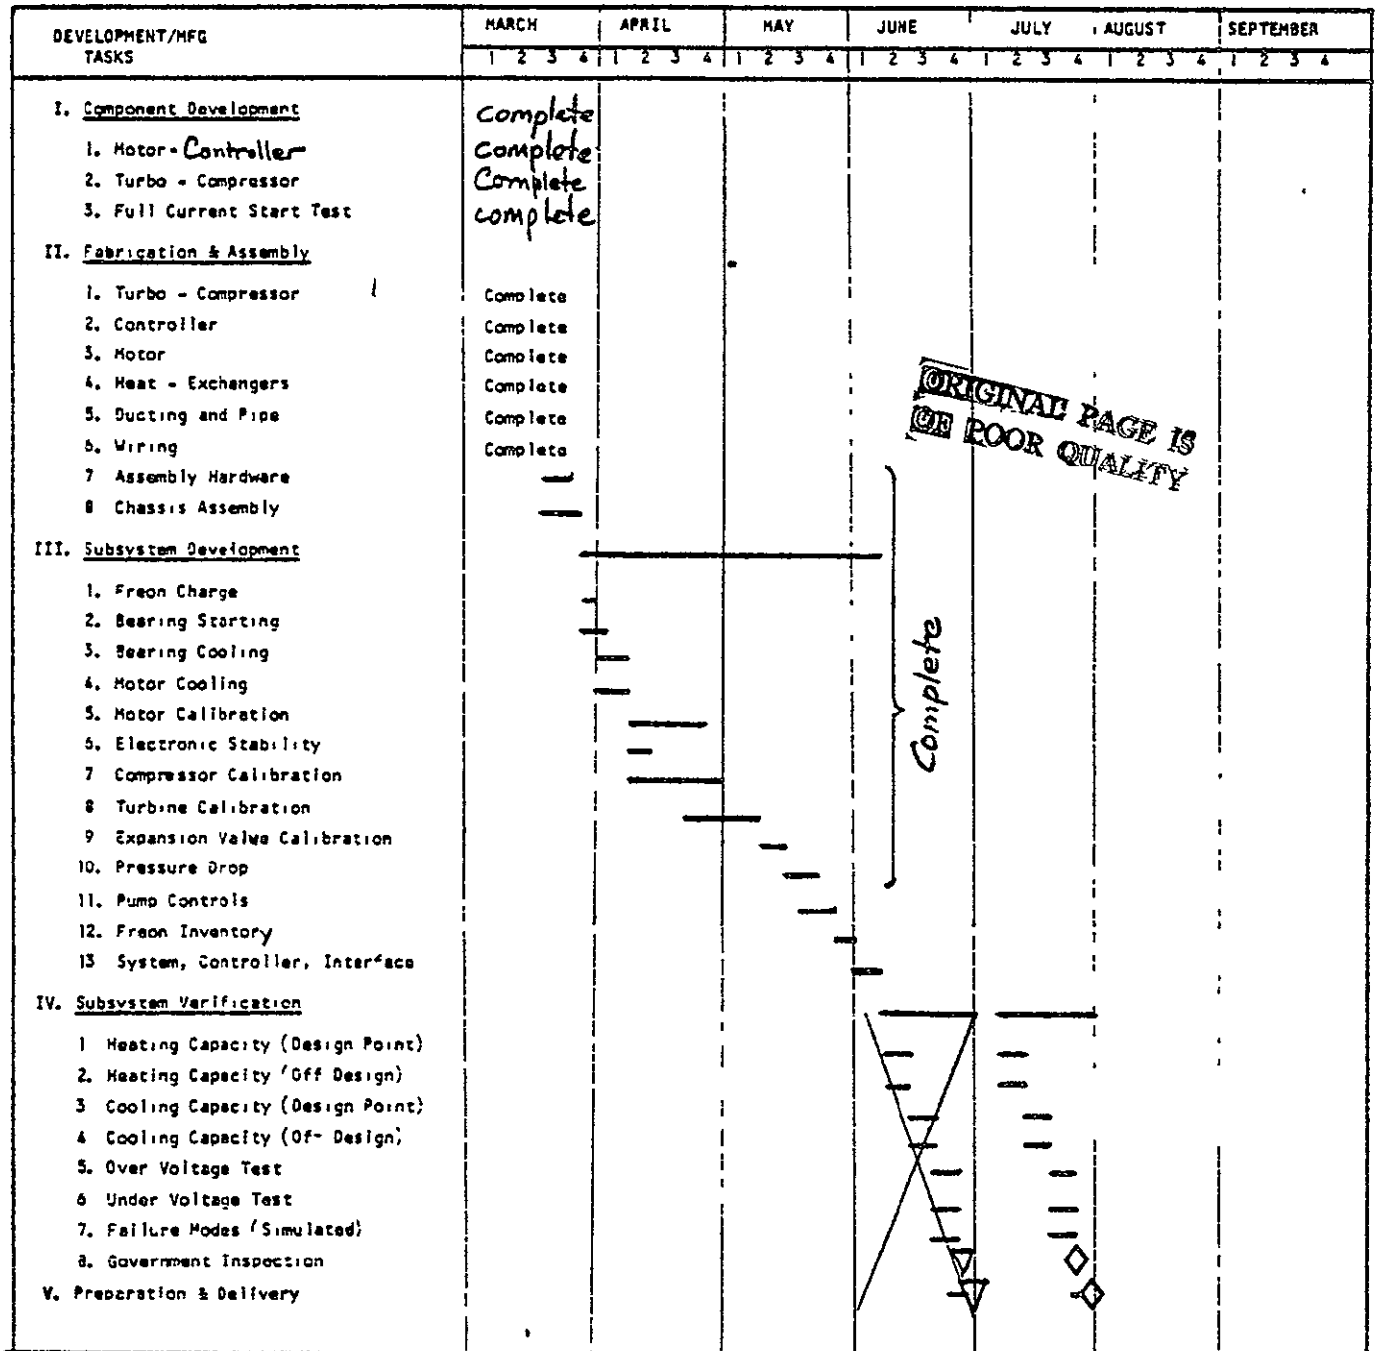 DEVELOPMENT/MFG
TASKS
MARCH APRIL MAY JUNE JULY AUGUST SEPTEMBER
1 2 3 4 1 2 3 4 1 2 3 4 1 2 3 4 1 2 3 4 1 2 3 4 1 2 3 4
I. Component Development Complete
1. Motor - Controller Complete
2. Turbo - Compressor Complete
3. Full Current Start Test Complete
II. Fabrication & Assembly
1. Turbo - Compressor Complete
2. Controller Complete
3. Motor Complete
4. Heat - Exchangers Complete
5. Ducting and Pipe Complete
6. Wiring Complete
7 Assembly Hardware
8 Chassis Assembly
ORIGINAL PAGE IS
OF POOR QUALITY
III. Subsystem Development
1. Freon Charge
2. Bearing Starting
3. Bearing Cooling
4. Motor Cooling
5. Motor Calibration
6. Electronic Stability
7 Compressor Calibration
8 Turbine Calibration
9 Expansion Valve Calibration
10. Pressure Drop
11. Pump Controls
12. Freon Inventory
13 System, Controller, Interface
Complete
IV. Subsystem Verification
1 Heating Capacity (Design Point)
2. Heating Capacity (Off Design)
3 Cooling Capacity (Design Point)
4 Cooling Capacity (Of- Design)
5. Over Voltage Test
6 Under Voltage Test
7. Failure Modes (Simulated)
8. Government Inspection
V. Preparation & Delivery